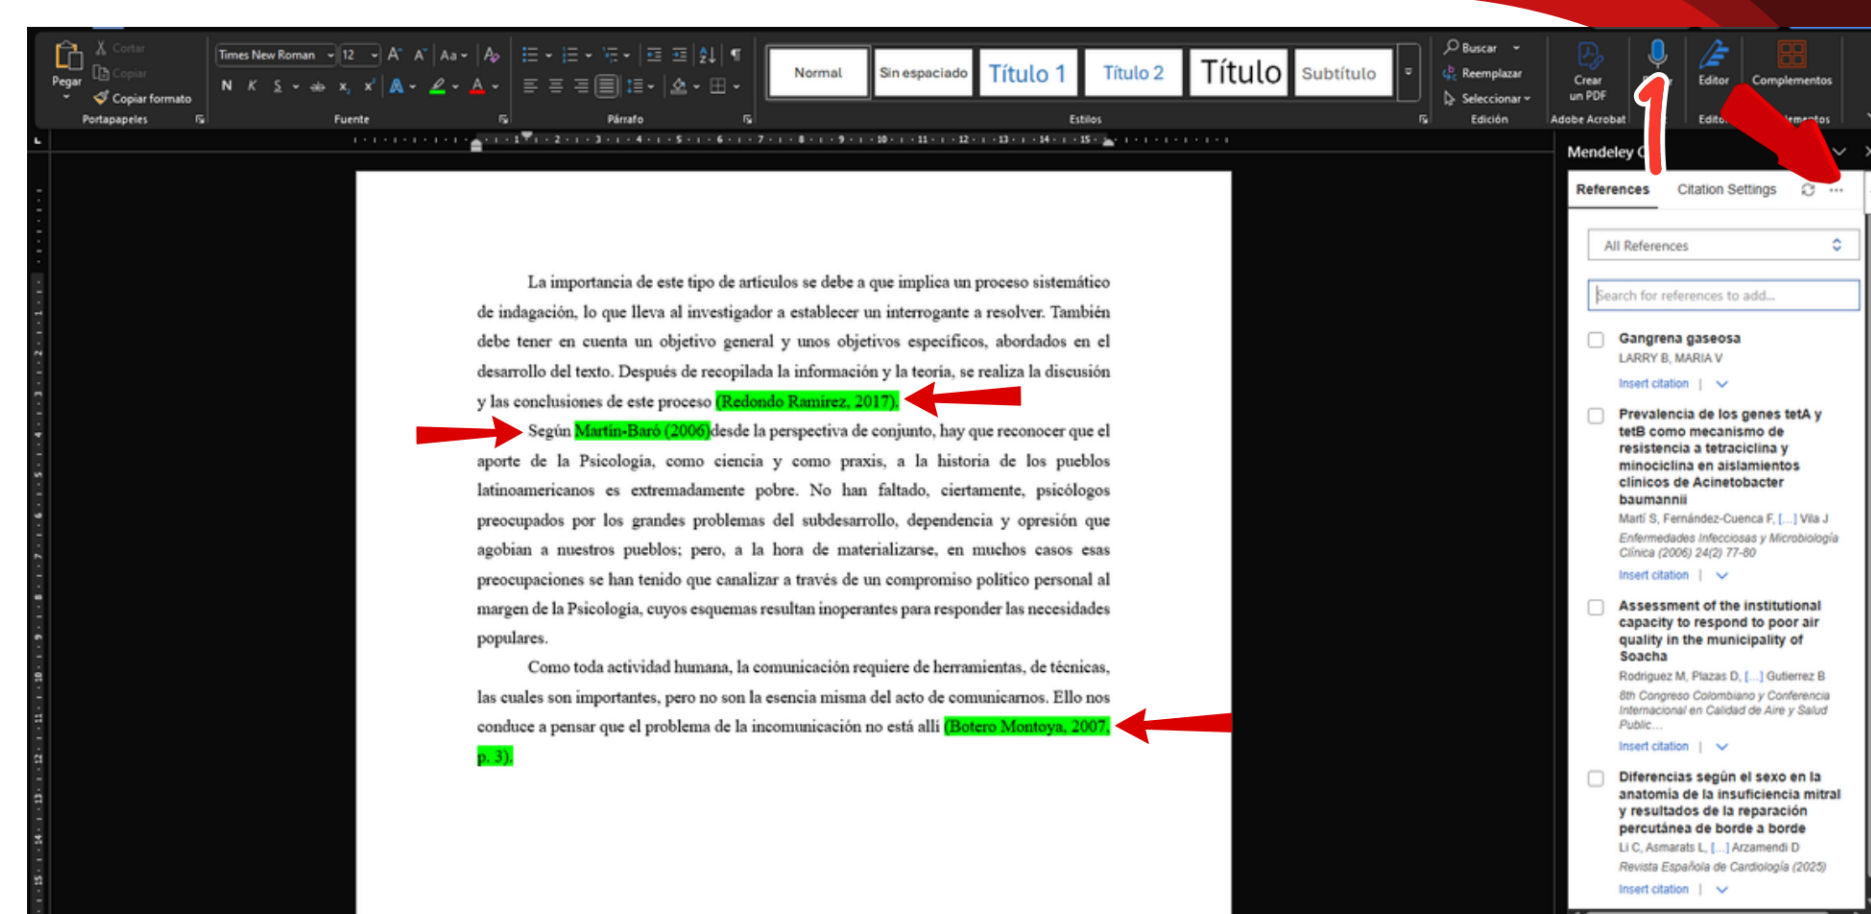 Pegar
Cortar
Copiar
Copiar formato
Portapapeles
Times New Roman
12
A^ A˅ Aa
N K S ab x, x² A A
Fuente
Párrafo
Normal
Sin espaciado
Título 1
Título 2
Título
Subtítulo
Estilos
Buscar
Reemplazar
Seleccionar
Edición
Crear
un PDF
Adobe Acrobat
Editor
Complementos
1
Mendeley C
References
Citation Settings
All References
Search for references to add...
Gangrena gaseosa
LARRY B, MARIA V
Insert citation |
Prevalencia de los genes tetA y
tetB como mecanismo de
resistencia a tetraciclina y
minociclina en aislamientos
clínicos de Acinetobacter
baumannii
Martí S, Fernández-Cuenca F, [...] Vila J
Enfermedades Infecciosas y Microbiología
Clínica (2006) 24(2) 77-80
Insert citation |
Assessment of the institutional
capacity to respond to poor air
quality in the municipality of
Soacha
Rodriguez M, Plazas D, [...] Gutierrez B
8th Congreso Colombiano y Conferencia
Internacional en Calidad de Aire y Salud
Public...
Insert citation |
Diferencias según el sexo en la
anatomía de la insuficiencia mitral
y resultados de la reparación
percutánea de borde a borde
Li C, Asmarats L, [...] Arzamendi D
Revista Española de Cardiología (2025)
Insert citation |
La importancia de este tipo de artículos se debe a que implica un proceso sistemático
de indagación, lo que lleva al investigador a establecer un interrogante a resolver. También
debe tener en cuenta un objetivo general y unos objetivos específicos, abordados en el
desarrollo del texto. Después de recopilada la información y la teoría, se realiza la discusión
y las conclusiones de este proceso (Redondo Ramírez, 2017).
Según Martín-Baró (2006)desde la perspectiva de conjunto, hay que reconocer que el
aporte de la Psicología, como ciencia y como praxis, a la historia de los pueblos
latinoamericanos es extremadamente pobre. No han faltado, ciertamente, psicólogos
preocupados por los grandes problemas del subdesarrollo, dependencia y opresión que
agobian a nuestros pueblos; pero, a la hora de materializarse, en muchos casos esas
preocupaciones se han tenido que canalizar a través de un compromiso político personal al
margen de la Psicología, cuyos esquemas resultan inoperantes para responder las necesidades
populares.
Como toda actividad humana, la comunicación requiere de herramientas, de técnicas,
las cuales son importantes, pero no son la esencia misma del acto de comunicarnos. Ello nos
conduce a pensar que el problema de la incomunicación no está allí (Botero Montoya, 2007,
p. 3).